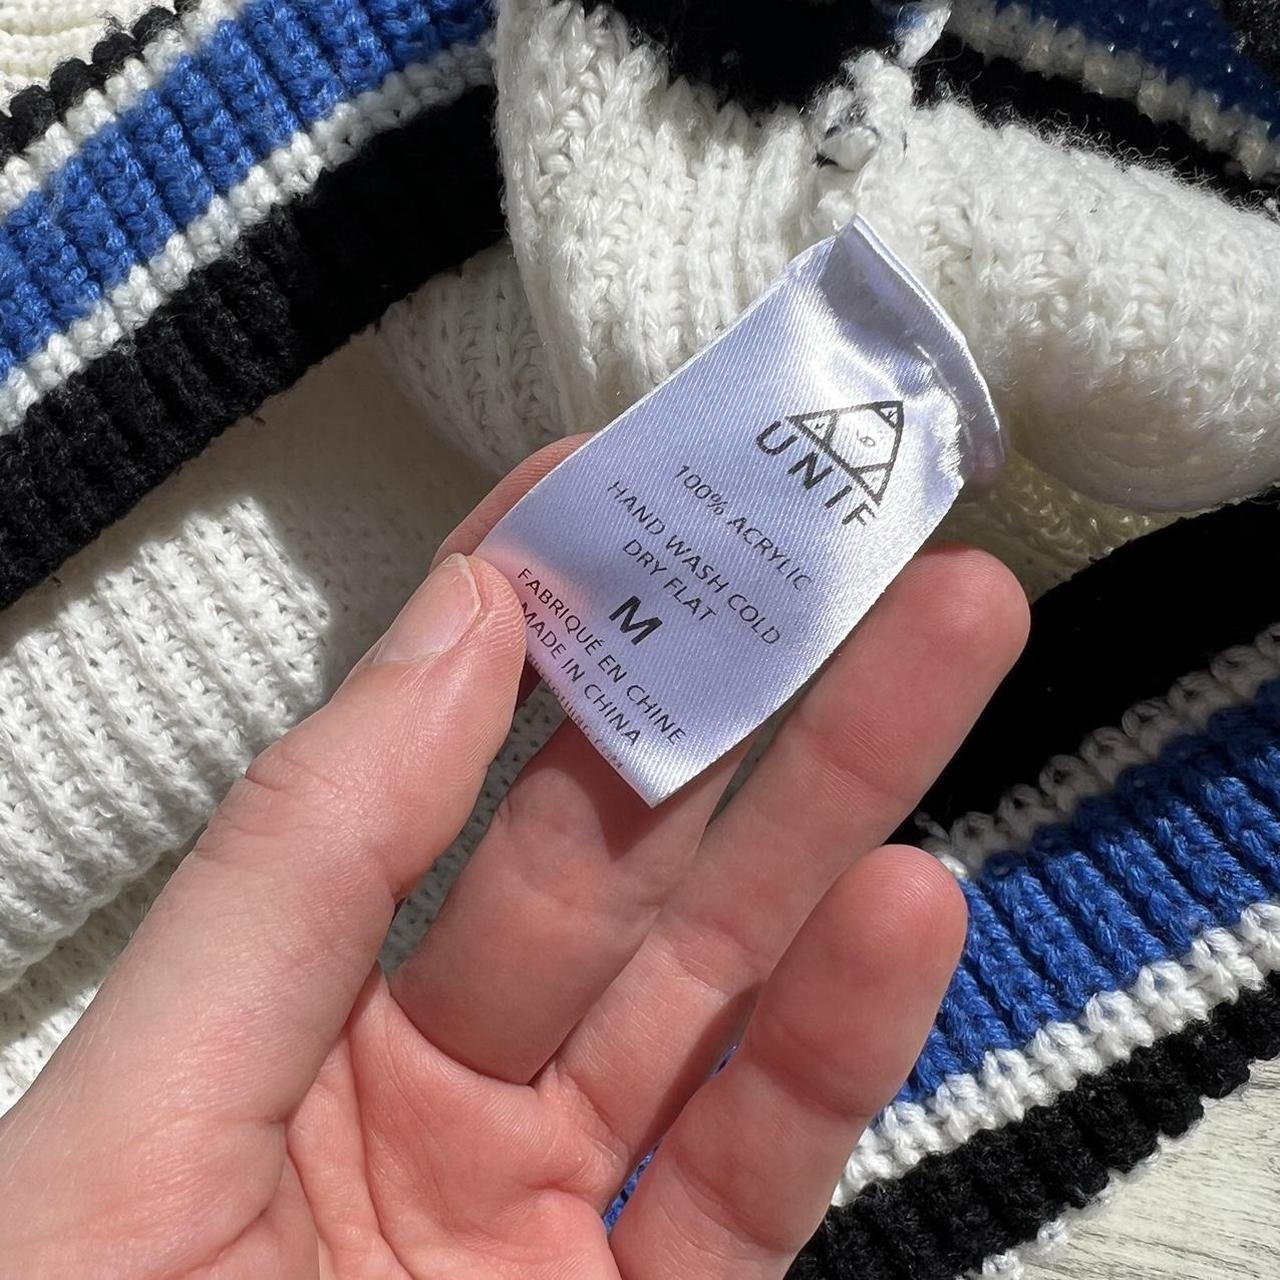 UNIF
100% ACRYLIC
HAND WASH COLD
DRY FLAT
M
FABRIQUÉ EN CHINE
MADE IN CHINA